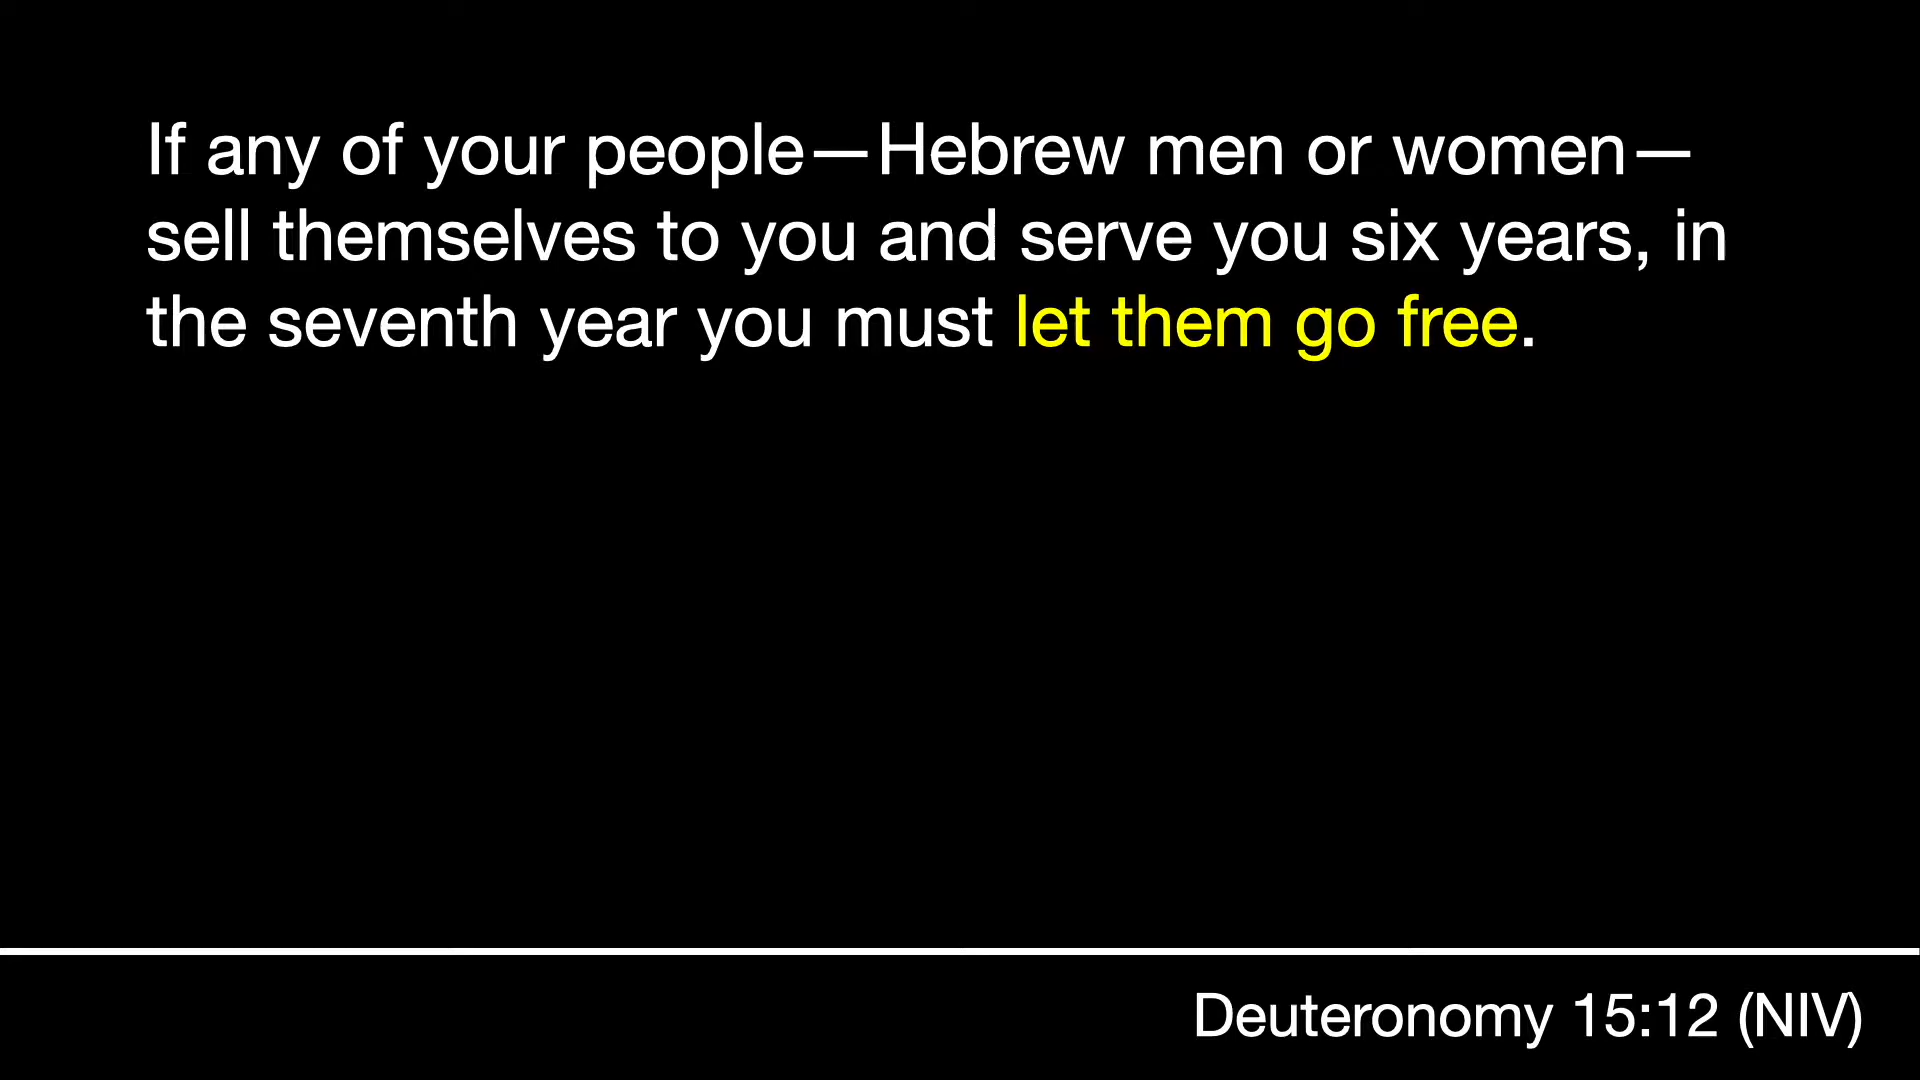 If any of your people—Hebrew men or women—
sell themselves to you and serve you six years, in
the seventh year you must let them go free.
Deuteronomy 15:12 (NIV)